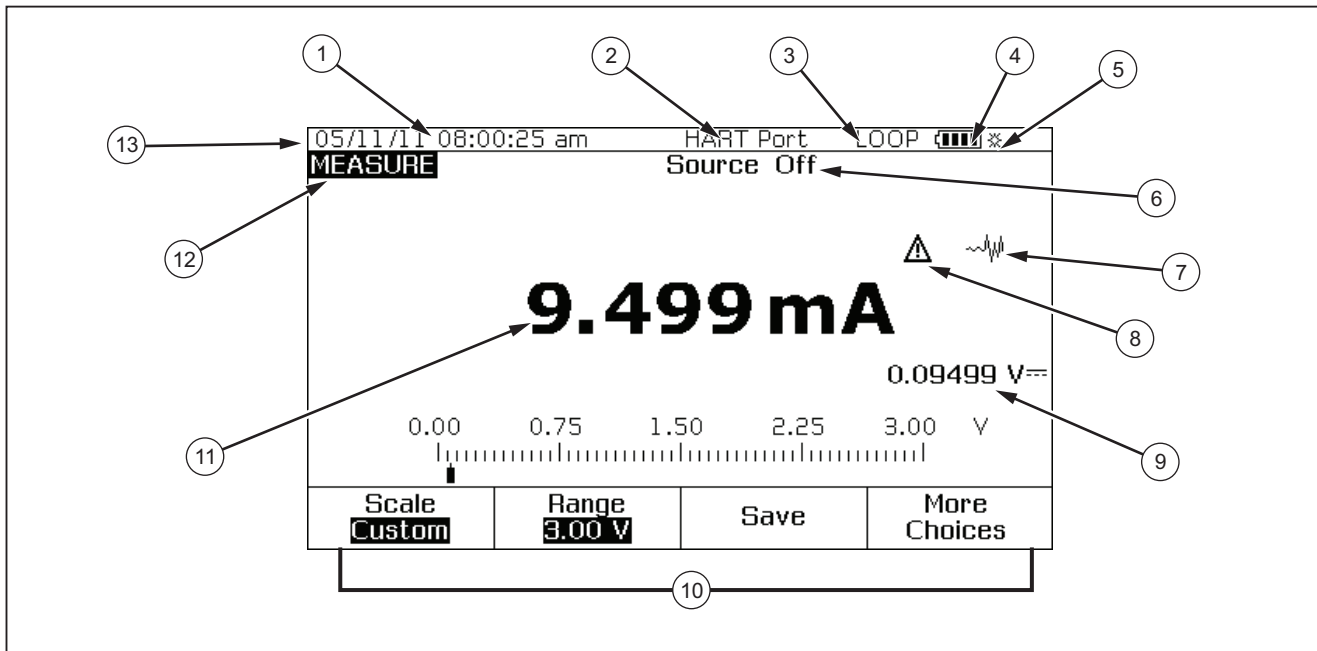 1
2
3
4
5
13
05/11/11 08:00:25 am HART Port LOOP
MEASURE Source Off
6
12
7
8
9.499 mA
0.09499 V
11
0.00 0.75 1.50 2.25 3.00 V
9
Scale Custom
Range 3.00 V
Save
More Choices
10